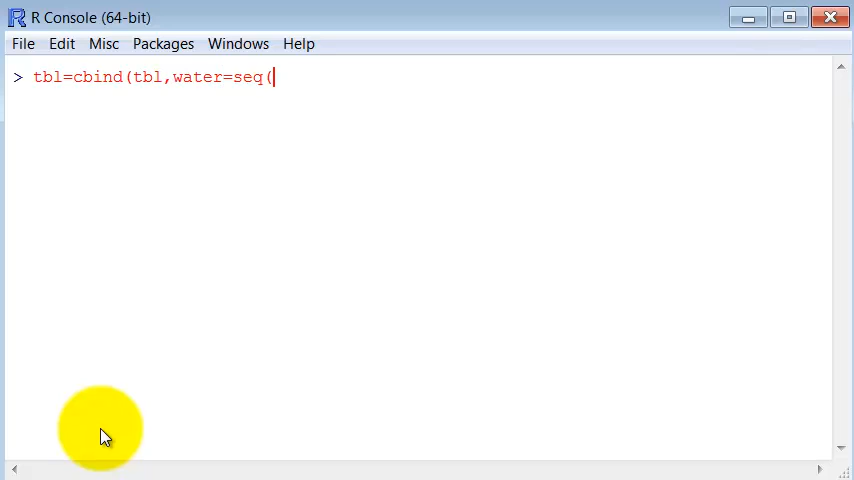 R Console (64-bit)
File Edit Misc Packages Windows Help
> tbl=cbind(tbl,water=seq(